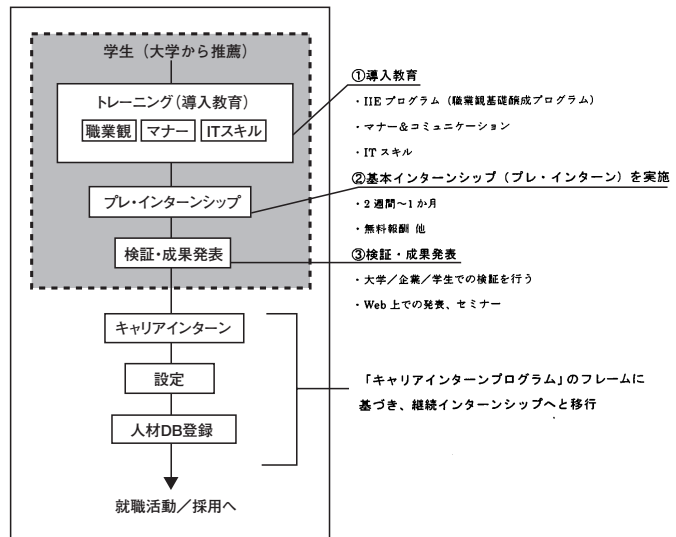 学生（大学から推薦）
トレーニング（導入教育）
職業観 マナー ITスキル
プレ・インターンシップ
検証・成果発表
キャリアインターン
設定
人材DB登録
就職活動／採用へ
①導入教育
・IIE プログラム（職業観基礎醸成プログラム）
・マナー＆コミュニケーション
・IT スキル
②基本インターンシップ（プレ・インターン）を実施
・2 週間～1 か月
・無料報酬 他
③検証・成果発表
・大学／企業／学生での検証を行う
・Web 上での発表、セミナー
「キャリアインターンプログラム」のフレームに
基づき、継続インターンシップへと移行